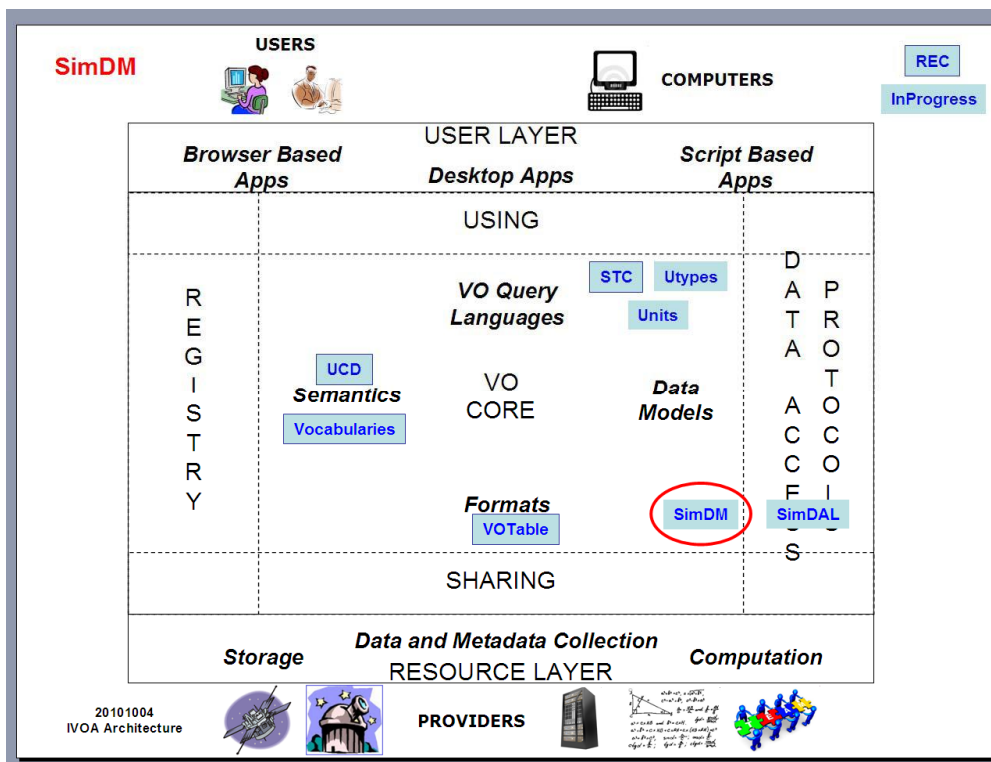 SimDM
USERS
COMPUTERS
REC
InProgress
USER LAYER
Browser Based
Apps
Desktop Apps
Script Based
Apps
USING
REGISTRY
VO Query
Languages
STC
Utypes
Units
UCD
Semantics
Vocabularies
VO
CORE
Data
Models
DATA ACCESS
Formats
VOTable
SimDM
SimDAL
SHARING
Data and Metadata Collection
Storage
RESOURCE LAYER
Computation
20101004
IVOA Architecture
PROVIDERS